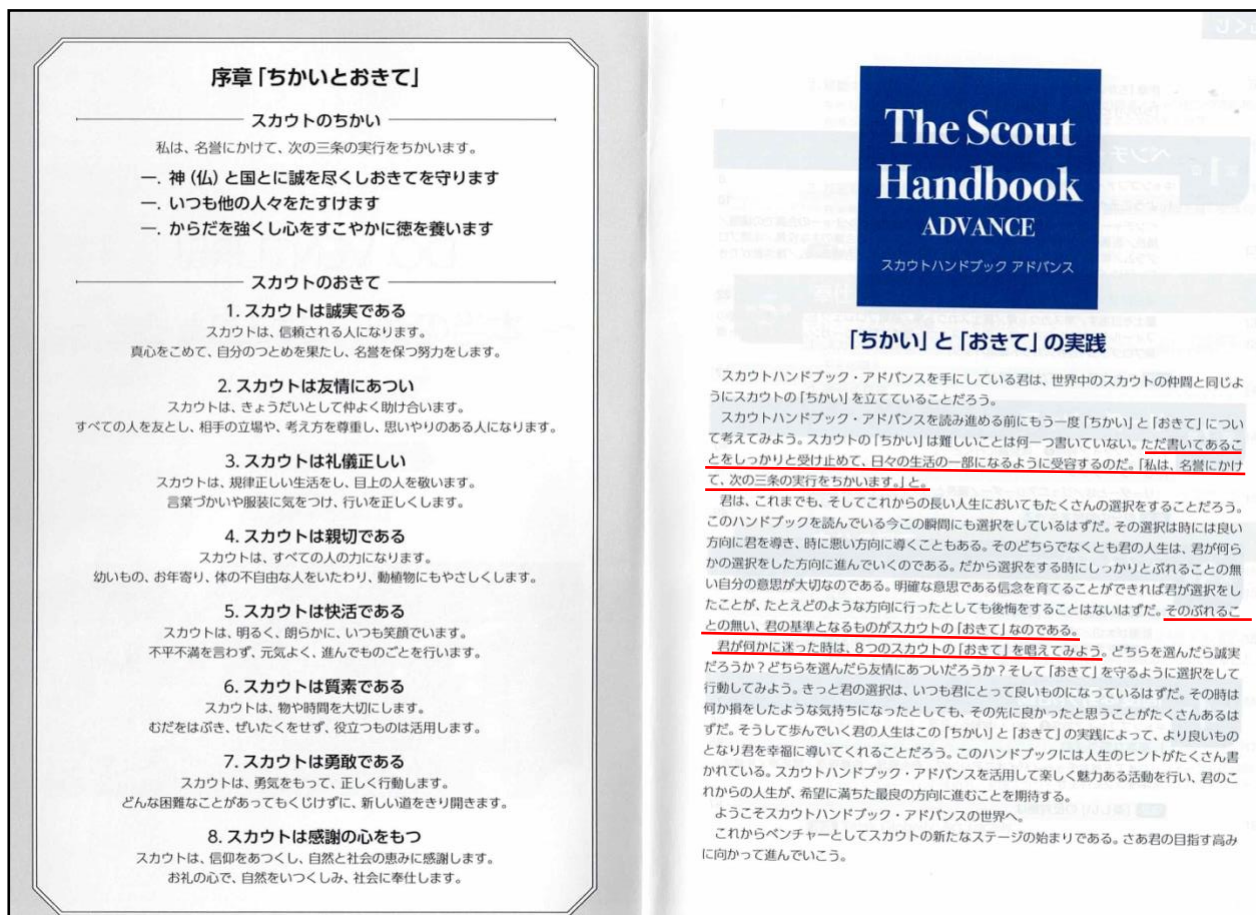 序章「ちかいとおきて」
スカウトのちかい
私は、名誉にかけて、次の三条の実行をちかいます。
一. 神(仏)と国とに誠を尽くしおきてを守ります
一. いつも他の人々をたすけます
一. からだを強くし心をすこやかに徳を養います
スカウトのおきて
1. スカウトは誠実である
スカウトは、信頼される人になります。
真心をこめて、自分のつとめを果たし、名誉を保つ努力をします。
2. スカウトは友情にあつい
スカウトは、きょうだいとして仲よく助け合います。
すべての人を友とし、相手の立場や、考え方を尊重し、思いやりのある人になります。
3. スカウトは礼儀正しい
スカウトは、規律正しい生活をし、目上の人を敬います。
言葉づかいや服装に気をつけ、行いを正しくします。
4. スカウトは親切である
スカウトは、すべての人の力になります。
幼いもの、お年寄り、体の不自由な人をいたわり、動植物にもやさしくします。
5. スカウトは快活である
スカウトは、明るく、朗らかに、いつも笑顔でいます。
不平不満を言わず、元気よく、進んでものごとを行います。
6. スカウトは質素である
スカウトは、物や時間を大切にします。
むだをはぶき、ぜいたくをせず、役立つものは活用します。
7. スカウトは勇敢である
スカウトは、勇気をもって、正しく行動します。
どんな困難なことがあってもくじけずに、新しい道をきり開きます。
8. スカウトは感謝の心をもつ
スカウトは、信仰をあつくし、自然と社会の恵みに感謝します。
お礼の心で、自然をいつくしみ、社会に奉仕します。
The Scout
Handbook
ADVANCE
スカウトハンドブック アドバンス
「ちかい」と「おきて」の実践
スカウトハンドブック・アドバンスを手にしている君は、世界中のスカウトの仲間と同じよ
うにスカウトの「ちかい」を立てていることだろう。
スカウトハンドブック・アドバンスを読み進める前にもう一度「ちかい」と「おきて」につい
て考えてみよう。スカウトの「ちかい」は難しいことは何一つ書いていない。ただ書いてあるこ
とをしっかりと受け止めて、日々の生活の一部になるように受容するのだ。「私は、名誉にかけ
て、次の三条の実行をちかいます。」と。
君は、これまでも、そしてこれからの長い人生においてもたくさんの選択をすることだろう。
このハンドブックを読んでいる今この瞬間にも選択をしているはずだ。その選択は時には良い
方向に君を導き、時に悪い方向に導くこともある。そのどちらでなくとも君の人生は、君が何ら
かの選択をした方向に進んでいくのである。だから選択をする時にしっかりとぶれることの無
い自分の意思が大切なのである。明確な意思である信念を育てることができれば君が選択をし
たことが、たとえどのような方向に行ったとしても後悔をすることはないはずだ。そのぶれるこ
との無い、君の基準となるものがスカウトの「おきて」なのである。
君が何かに迷った時は、8つのスカウトの「おきて」を唱えてみよう。どちらを選んだら誠実
だろうか?どちらを選んだら友情にあついだろうか?そして「おきて」を守るように選択をして
行動してみよう。きっと君の選択は、いつも君にとって良いものになっているはずだ。その時は
何か損をしたような気持ちになったとしても、その先に良かったと思うことがたくさんあるは
ずだ。そうして歩んでいく君の人生はこの「ちかい」と「おきて」の実践によって、より良いもの
となり君を幸福に導いてくれることだろう。このハンドブックには人生のヒントがたくさん書
かれている。スカウトハンドブック・アドバンスを活用して楽しく魅力ある活動を行い、君のこ
れからの人生が、希望に満ちた最良の方向に進むことを期待する。
ようこそスカウトハンドブック・アドバンスの世界へ。
これからベンチャーとしてスカウトの新たなステージの始まりである。さあ君の目指す高み
に向かって進んでいこう。